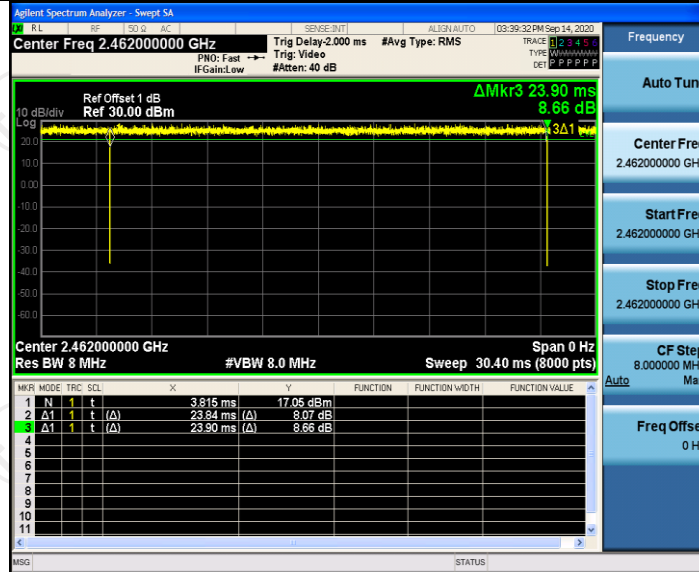 Agilent Spectrum Analyzer - Swept SA
RL RF 50 Ω AC SENSE:INT ALIGN AUTO 03:39:32 PM Sep 14, 2020
Center Freq 2.462000000 GHz Trig Delay-2.000 ms #Avg Type: RMS TRACE 1 2 3 4 5 6
PNO: Fast Trig: Video TYPE
IFGain:Low #Atten: 40 dB DET P P P P P P
Frequency
ΔMkr3 23.90 ms
8.66 dB
Ref Offset 1 dB
10 dB/div Ref 30.00 dBm
Log
3Δ1
20.0
10.0
0.00
-10.0
-20.0
-30.0
-40.0
-50.0
-60.0
Center 2.462000000 GHz Span 0 Hz
Res BW 8 MHz #VBW 8.0 MHz Sweep 30.40 ms (8000 pts)
MKR MODE TRC SCL X Y FUNCTION FUNCTION WIDTH FUNCTION VALUE
1 N 1 t 3.815 ms 17.05 dBm
2 Δ1 1 t (Δ) 23.84 ms (Δ) 8.07 dB
3 Δ1 1 t (Δ) 23.90 ms (Δ) 8.66 dB
4
5
6
7
8
9
10
11
MSG STATUS
Auto Tun
Center Fre
2.462000000 GH
Start Fre
2.462000000 GH
Stop Fre
2.462000000 GH
CF Ste
8.000000 MH
Auto Ma
Freq Offse
0 H